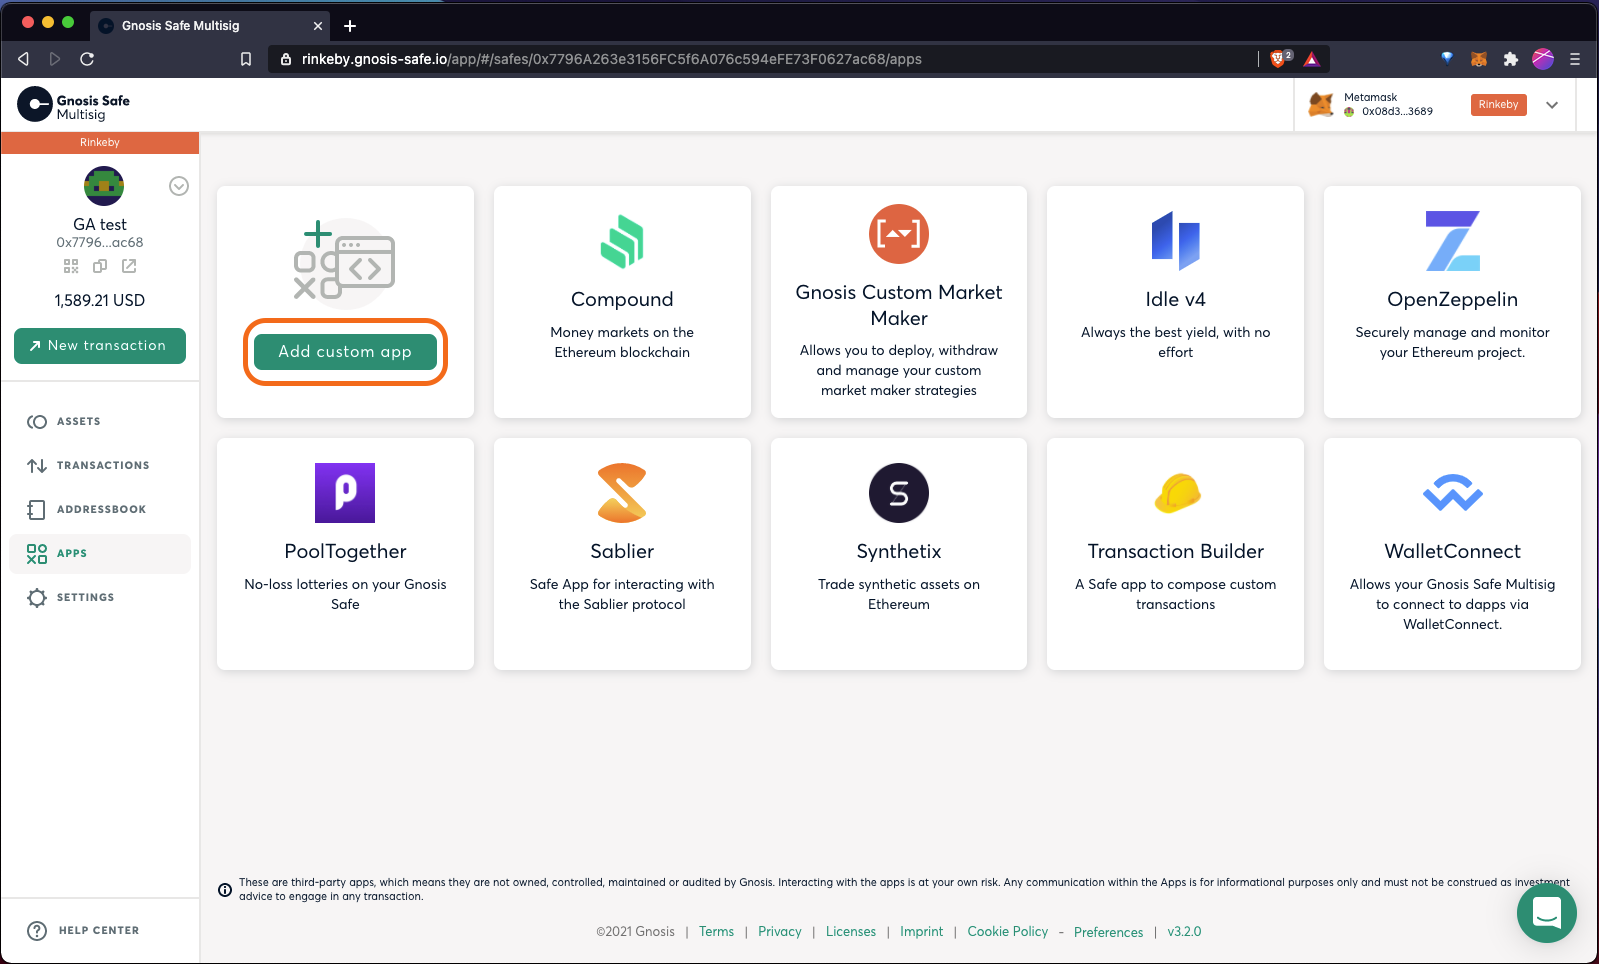 Gnosis Safe Multisig
rinkeby.gnosis-safe.io/app/#/safes/0x7796A263e3156FC5f6A076c594eFE73F0627ac68/apps
2
Gnosis Safe
Multisig
Metamask
0x08d3...3689
Rinkeby
Rinkeby
GA test
0x7796...ac68
1,589.21 USD
New transaction
ASSETS
TRANSACTIONS
ADDRESSBOOK
APPS
SETTINGS
HELP CENTER
Add custom app
Compound
Money markets on the
Ethereum blockchain
Gnosis Custom Market
Maker
Allows you to deploy, withdraw
and manage your custom
market maker strategies
Idle v4
Always the best yield, with no
effort
OpenZeppelin
Securely manage and monitor
your Ethereum project.
PoolTogether
No-loss lotteries on your Gnosis
Safe
Sablier
Safe App for interacting with
the Sablier protocol
Synthetix
Trade synthetic assets on
Ethereum
Transaction Builder
A Safe app to compose custom
transactions
WalletConnect
Allows your Gnosis Safe Multisig
to connect to dapps via
WalletConnect.
These are third-party apps, which means they are not owned, controlled, maintained or audited by Gnosis. Interacting with the apps is at your own risk. Any communication within the Apps is for informational purposes only and must not be construed as investment
advice to engage in any transaction.
©2021 Gnosis | Terms | Privacy | Licenses | Imprint | Cookie Policy - Preferences | v3.2.0